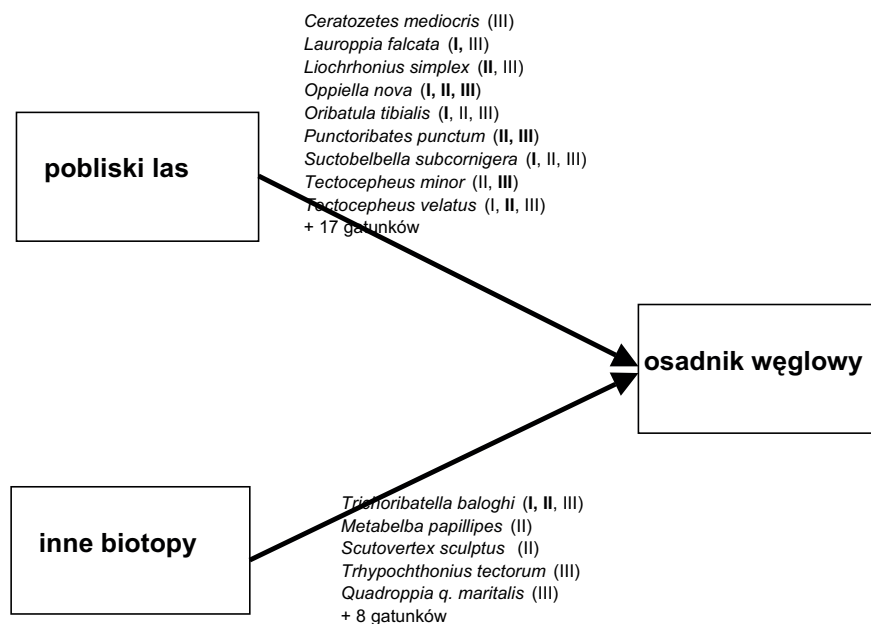 Ceratozetes mediocris (III)
Lauroppia falcata (I, III)
Liochrhonius simplex (II, III)
Oppiella nova (I, II, III)
Oribatula tibialis (I, II, III)
Punctoribates punctum (II, III)
Suctobelbella subcornigera (I, II, III)
Tectocepheus minor (II, III)
Tectocepheus velatus (I, II, III)
+ 17 gatunków
pobliski las
osadnik węglowy
inne biotopy
Trichoribatella baloghi (I, II, III)
Metabelba papillipes (II)
Scutovertex sculptus (II)
Trhypochthonius tectorum (III)
Quadroppia q. maritalis (III)
+ 8 gatunków